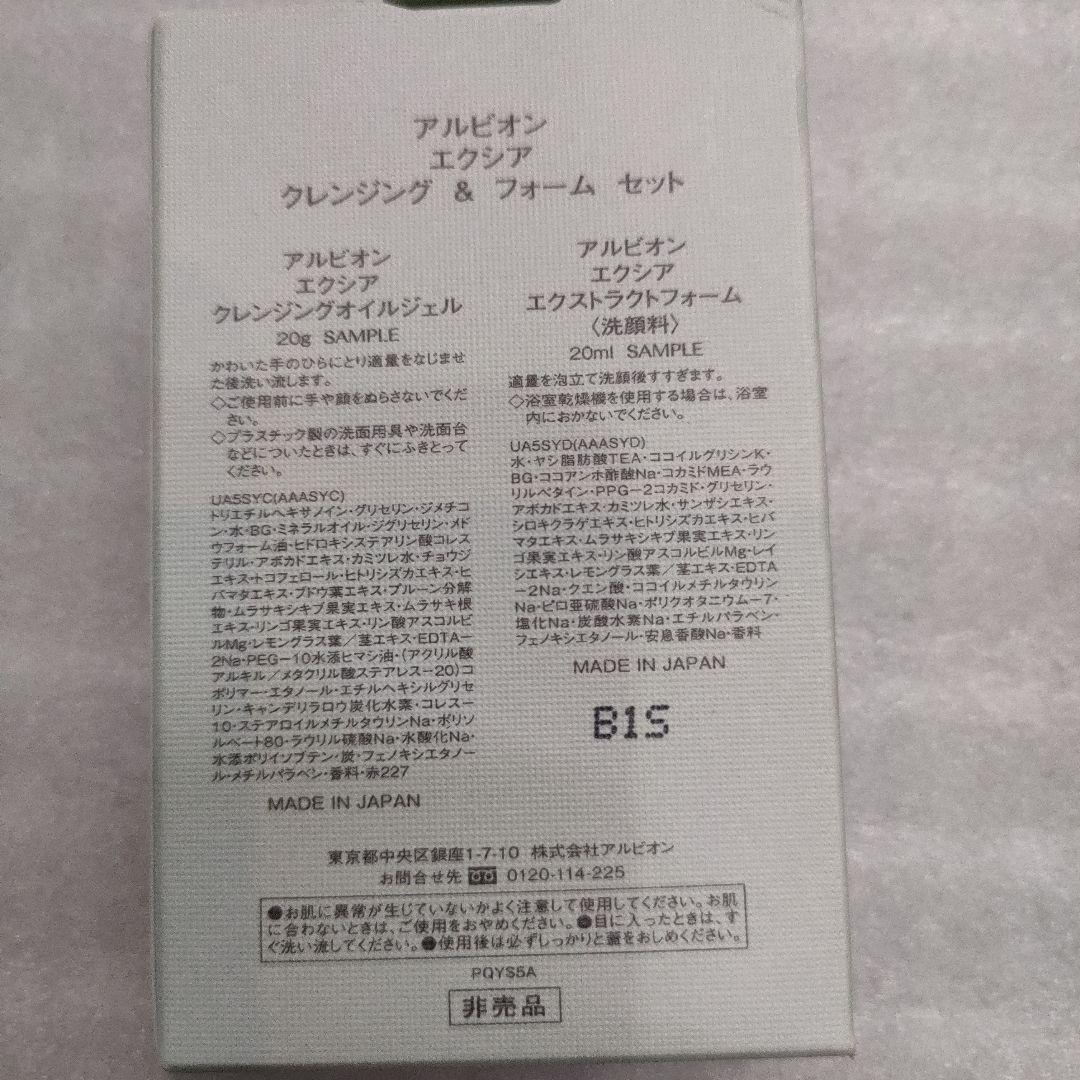 アルビオン
エクシア
クレンジング & フォーム セット
アルビオン
エクシア
クレンジングオイルジェル
20g SAMPLE
かわいた手のひらにとり適量をなじませ
た後洗い流します。
◇ご使用前に手や顔をぬらさないでくだ
さい。
◇プラスチック製の洗面用具や洗面台
などについたときは、すぐにふきとって
ください。
UA5SYC(AAASYC)
トリエチルヘキサノイン・グリセリン・ジメチコ
ン・水・BG・ミネラルオイル・ジグリセリン・メド
ウフォーム油・ヒドロキシステアリン酸コレス
テリル・アボカドエキス・カミツレ水・チョウジ
エキス・トコフェロール・ヒトリシズカエキス・ヒ
バマタエキス・ブドウ葉エキス・プルーン分解
物・ムラサキシキブ果実エキス・ムラサキ根
エキス・リンゴ果実エキス・リン酸アスコルビ
ルMg・レモングラス葉/茎エキス・EDTA－
2Na・PEG－10水添ヒマシ油・(アクリル酸
アルキル/メタクリル酸ステアレス－20)コ
ポリマー・エタノール・エチルヘキシルグリセ
リン・キャンデリラロウ炭化水素・コレス－
10・ステアロイルメチルタウリンNa・ポリソ
ルベート80・ラウリル硫酸Na・水酸化Na・
水添ポリイソブテン・炭・フェノキシエタノー
ル・メチルパラベン・香料・赤227
MADE IN JAPAN
アルビオン
エクシア
エクストラクトフォーム
〈洗顔料〉
20ml SAMPLE
適量を泡立て洗顔後すすぎます。
◇浴室乾燥機を使用する場合は、浴室
内におかないでください。
UA5SYD(AAASYD)
水・ヤシ脂肪酸TEA・ココイルグリシンK・
BG・ココアンホ酢酸Na・コカミドMEA・ラウ
リルベタイン・PPG－2コカミド・グリセリン・
アボカドエキス・カミツレ水・サンザシエキス・
シロキクラゲエキス・ヒトリシズカエキス・ヒバ
マタエキス・ムラサキシキブ果実エキス・リン
ゴ果実エキス・リン酸アスコルビルMg・レイ
シエキス・レモングラス葉/茎エキス・EDTA
－2Na・クエン酸・ココイルメチルタウリン
Na・ピロ亜硫酸Na・ポリクオタニウム－7・
塩化Na・炭酸水素Na・エチルパラベン・
フェノキシエタノール・安息香酸Na・香料
MADE IN JAPAN
B1S
東京都中央区銀座1-7-10 株式会社アルビオン
お問合せ先 0120-114-225
●お肌に異常が生じていないかよく注意して使用してください。お肌
に合わないときは、ご使用をおやめください。●目に入ったときは、す
ぐ洗い流してください。●使用後は必ずしっかりと蓋をおしめください。
PQYS5A
非売品